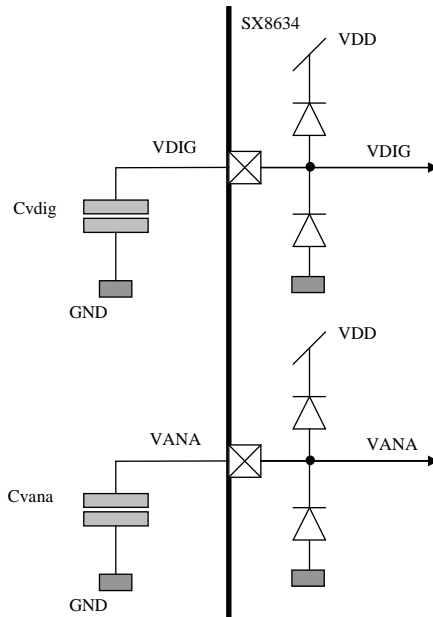 SX8634
VDD
VDIG
VDIG
Cvdig
GND
VDD
VANA
VANA
Cvana
GND